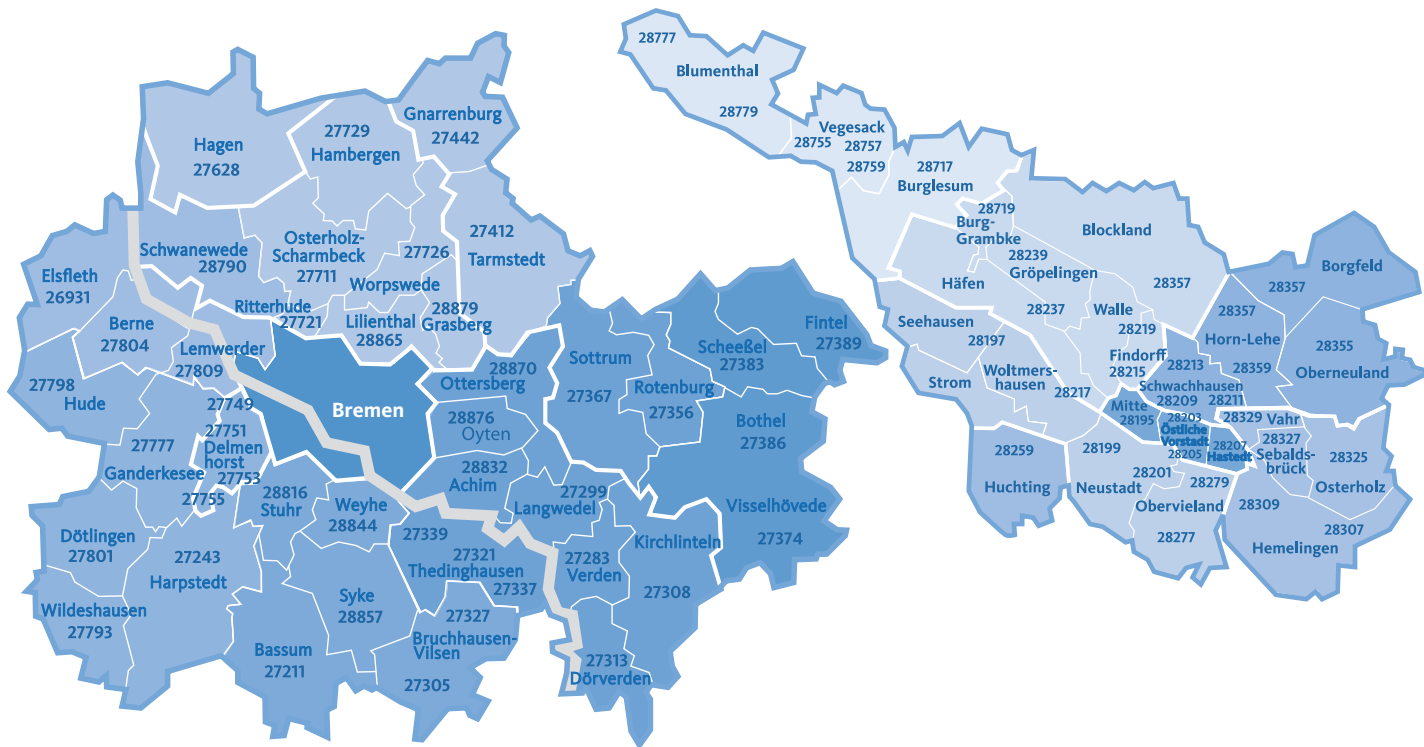 Hagen
27628
27729
Hambergen
Gnarrenburg
27442
Schwanewede
28790
Osterholz-
Scharmbeck
27711
27726
Worpswede
27412
Tarmstedt
Elsfleth
26931
Berne
27804
Ritterhude
27721
Lilienthal
28865
28879
Grasberg
Lemwerder
27809
27798
Hude
Bremen
28870
Ottersberg
Sottrum
27367
Rotenburg
27356
Scheeßel
27383
Fintel
27389
Bothel
27386
28876
Oyten
27749
27751
Delmen
horst
27753
27755
27777
Ganderkesee
28832
Achim
27299
Langwedel
28816
Stuhr
Weyhe
28844
Visselhövede
27374
Dötlingen
27801
27243
Harpstedt
27339
27321
Thedinghausen
27337
27283
Verden
Kirchlinteln
27308
Wildeshausen
27793
Syke
28857
27327
Bruchhausen-
Vilsen
27305
Bassum
27211
27313
Dörverden
28777
Blumenthal
28779
Vegesack
28755
28757
28759
28717
Burglesum
28719
Burg-
Grambke
28239
Gröpelingen
Häfen
28237
Blockland
28357
Walle
28219
Findorff
28215
28217
Seehausen
28197
Strom
Woltmers-
hausen
Borgfeld
28357
28357
Horn-Lehe
28359
28355
Oberneuland
28213
Schwachhausen
28209
28211
Mitte
28195
28203
Östliche
Vorstadt
28205
28207
Hastedt
28329
Vahr
28327
Sebalds-
brück
28325
Osterholz
28259
Huchting
28199
Neustadt
28201
28279
Obervieland
28277
28309
28307
Hemelingen